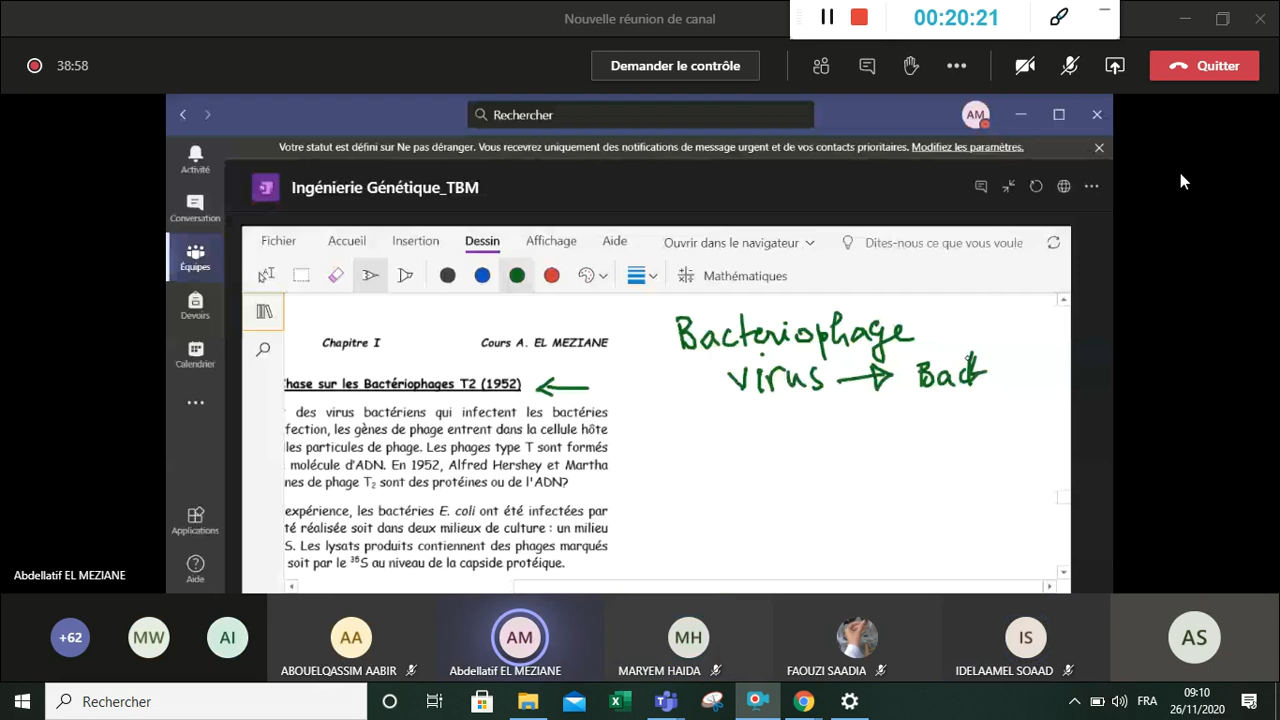 Nouvelle réunion de canal
00:20:21
38:58
Demander le contrôle
Quitter
Rechercher
AM
Votre statut est défini sur Ne pas déranger. Vous recevrez uniquement des notifications de message urgent et de vos contacts prioritaires. Modifiez les paramètres.
Activité
Conversation
Équipes
Devoirs
Calendrier
Applications
Aide
Ingénierie Génétique_TBM
Fichier Accueil Insertion Dessin Affichage Aide Ouvrir dans le navigateur Dites-nous ce que vous voule
Mathématiques
Chapitre I Cours A. EL MEZIANE
Chase sur les Bactériophages T2 (1952)
des virus bactériens qui infectent les bactéries
fection, les gènes de phage entrent dans la cellule hôte
les particules de phage. Les phages type T sont formés
molécule d'ADN. En 1952, Alfred Hershey et Martha
nes de phage T2 sont des protéines ou de l'ADN?
expérience, les bactéries E. coli ont été infectées par
té réalisée soit dans deux milieux de culture : un milieu
S. Les lysats produits contiennent des phages marqués
soit par le 35S au niveau de la capside protéique.
Bacteriophage
virus → Bact
Abdellatif EL MEZIANE
+62 MW AI AA AM MH IS AS
ABOUELQASSIM AABIR Abdellatif EL MEZIANE MARYEM HAIDA FAOUZI SAADIA IDELAAMEL SOAAD
Rechercher
FRA
09:10
26/11/2020